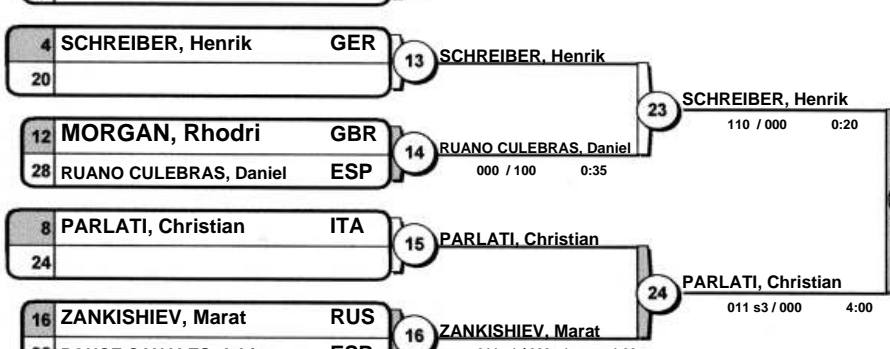 4 SCHREIBER, Henrik GER
20
13
SCHREIBER, Henrik
12 MORGAN, Rhodri GBR
28 RUANO CULEBRAS, Daniel ESP
14
RUANO CULEBRAS, Daniel
000 / 100 0:35
23
SCHREIBER, Henrik
110 / 000 0:20
8 PARLATI, Christian ITA
24
15
PARLATI, Christian
16 ZANKISHIEV, Marat RUS
ESP
16
ZANKISHIEV, Marat
24
PARLATI, Christian
011 s3 / 000 4:00